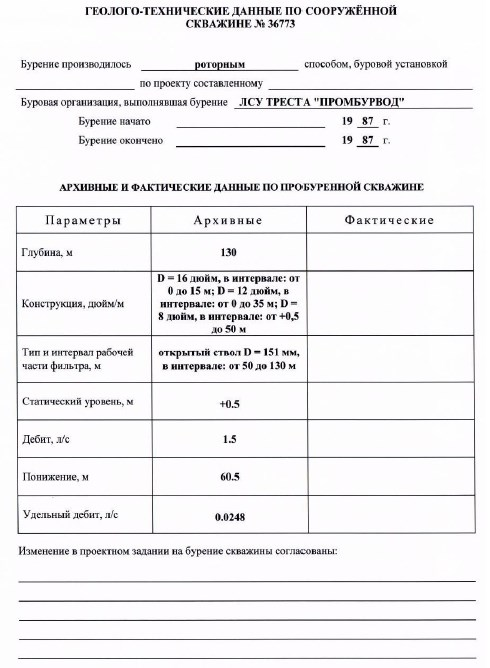 ГЕОЛОГО-ТЕХНИЧЕСКИЕ ДАННЫЕ ПО СООРУЖЁННОЙ
СКВАЖИНЕ № 36773
Бурение производилось роторным способом, буровой установкой
по проекту составленному
Буровая организация, выполнявшая бурение ЛСУ ТРЕСТА "ПРОМБУРВОД"
Бурение начато 19 87 г.
Бурение окончено 19 87 г.
АРХИВНЫЕ И ФАКТИЧЕСКИЕ ДАННЫЕ ПО ПРОБУРЕННОЙ СКВАЖИНЕ
Параметры Архивные Фактические
Глубина, м 130
Конструкция, дюйм/м
D = 16 дюйм, в интервале: от
0 до 15 м; D = 12 дюйм, в
интервале: от 0 до 35 м; D =
8 дюйм, в интервале: от +0,5
до 50 м
Тип и интервал рабочей
части фильтра, м
открытый ствол D = 151 мм,
в интервале: от 50 до 130 м
Статический уровень, м +0.5
Дебит, л/с 1.5
Понижение, м 60.5
Удельный дебит, л/с 0.0248
Изменение в проектном задании на бурение скважины согласованы: